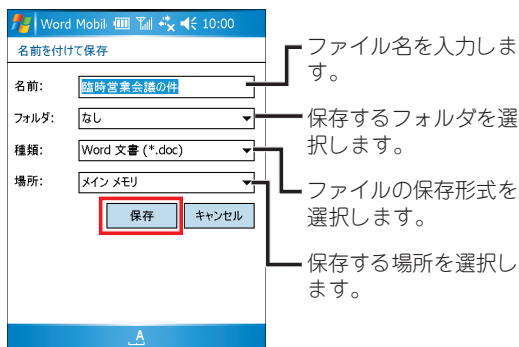 Word Mobil 10:00
名前を付けて保存
名前: 臨時営業会議の件
フォルダ: なし
種類: Word 文書 (*.doc)
場所: メイン メモリ
保存 キャンセル
A
ファイル名を入力しま
す。
保存するフォルダを選
択します。
ファイルの保存形式を
選択します。
保存する場所を選択し
ます。